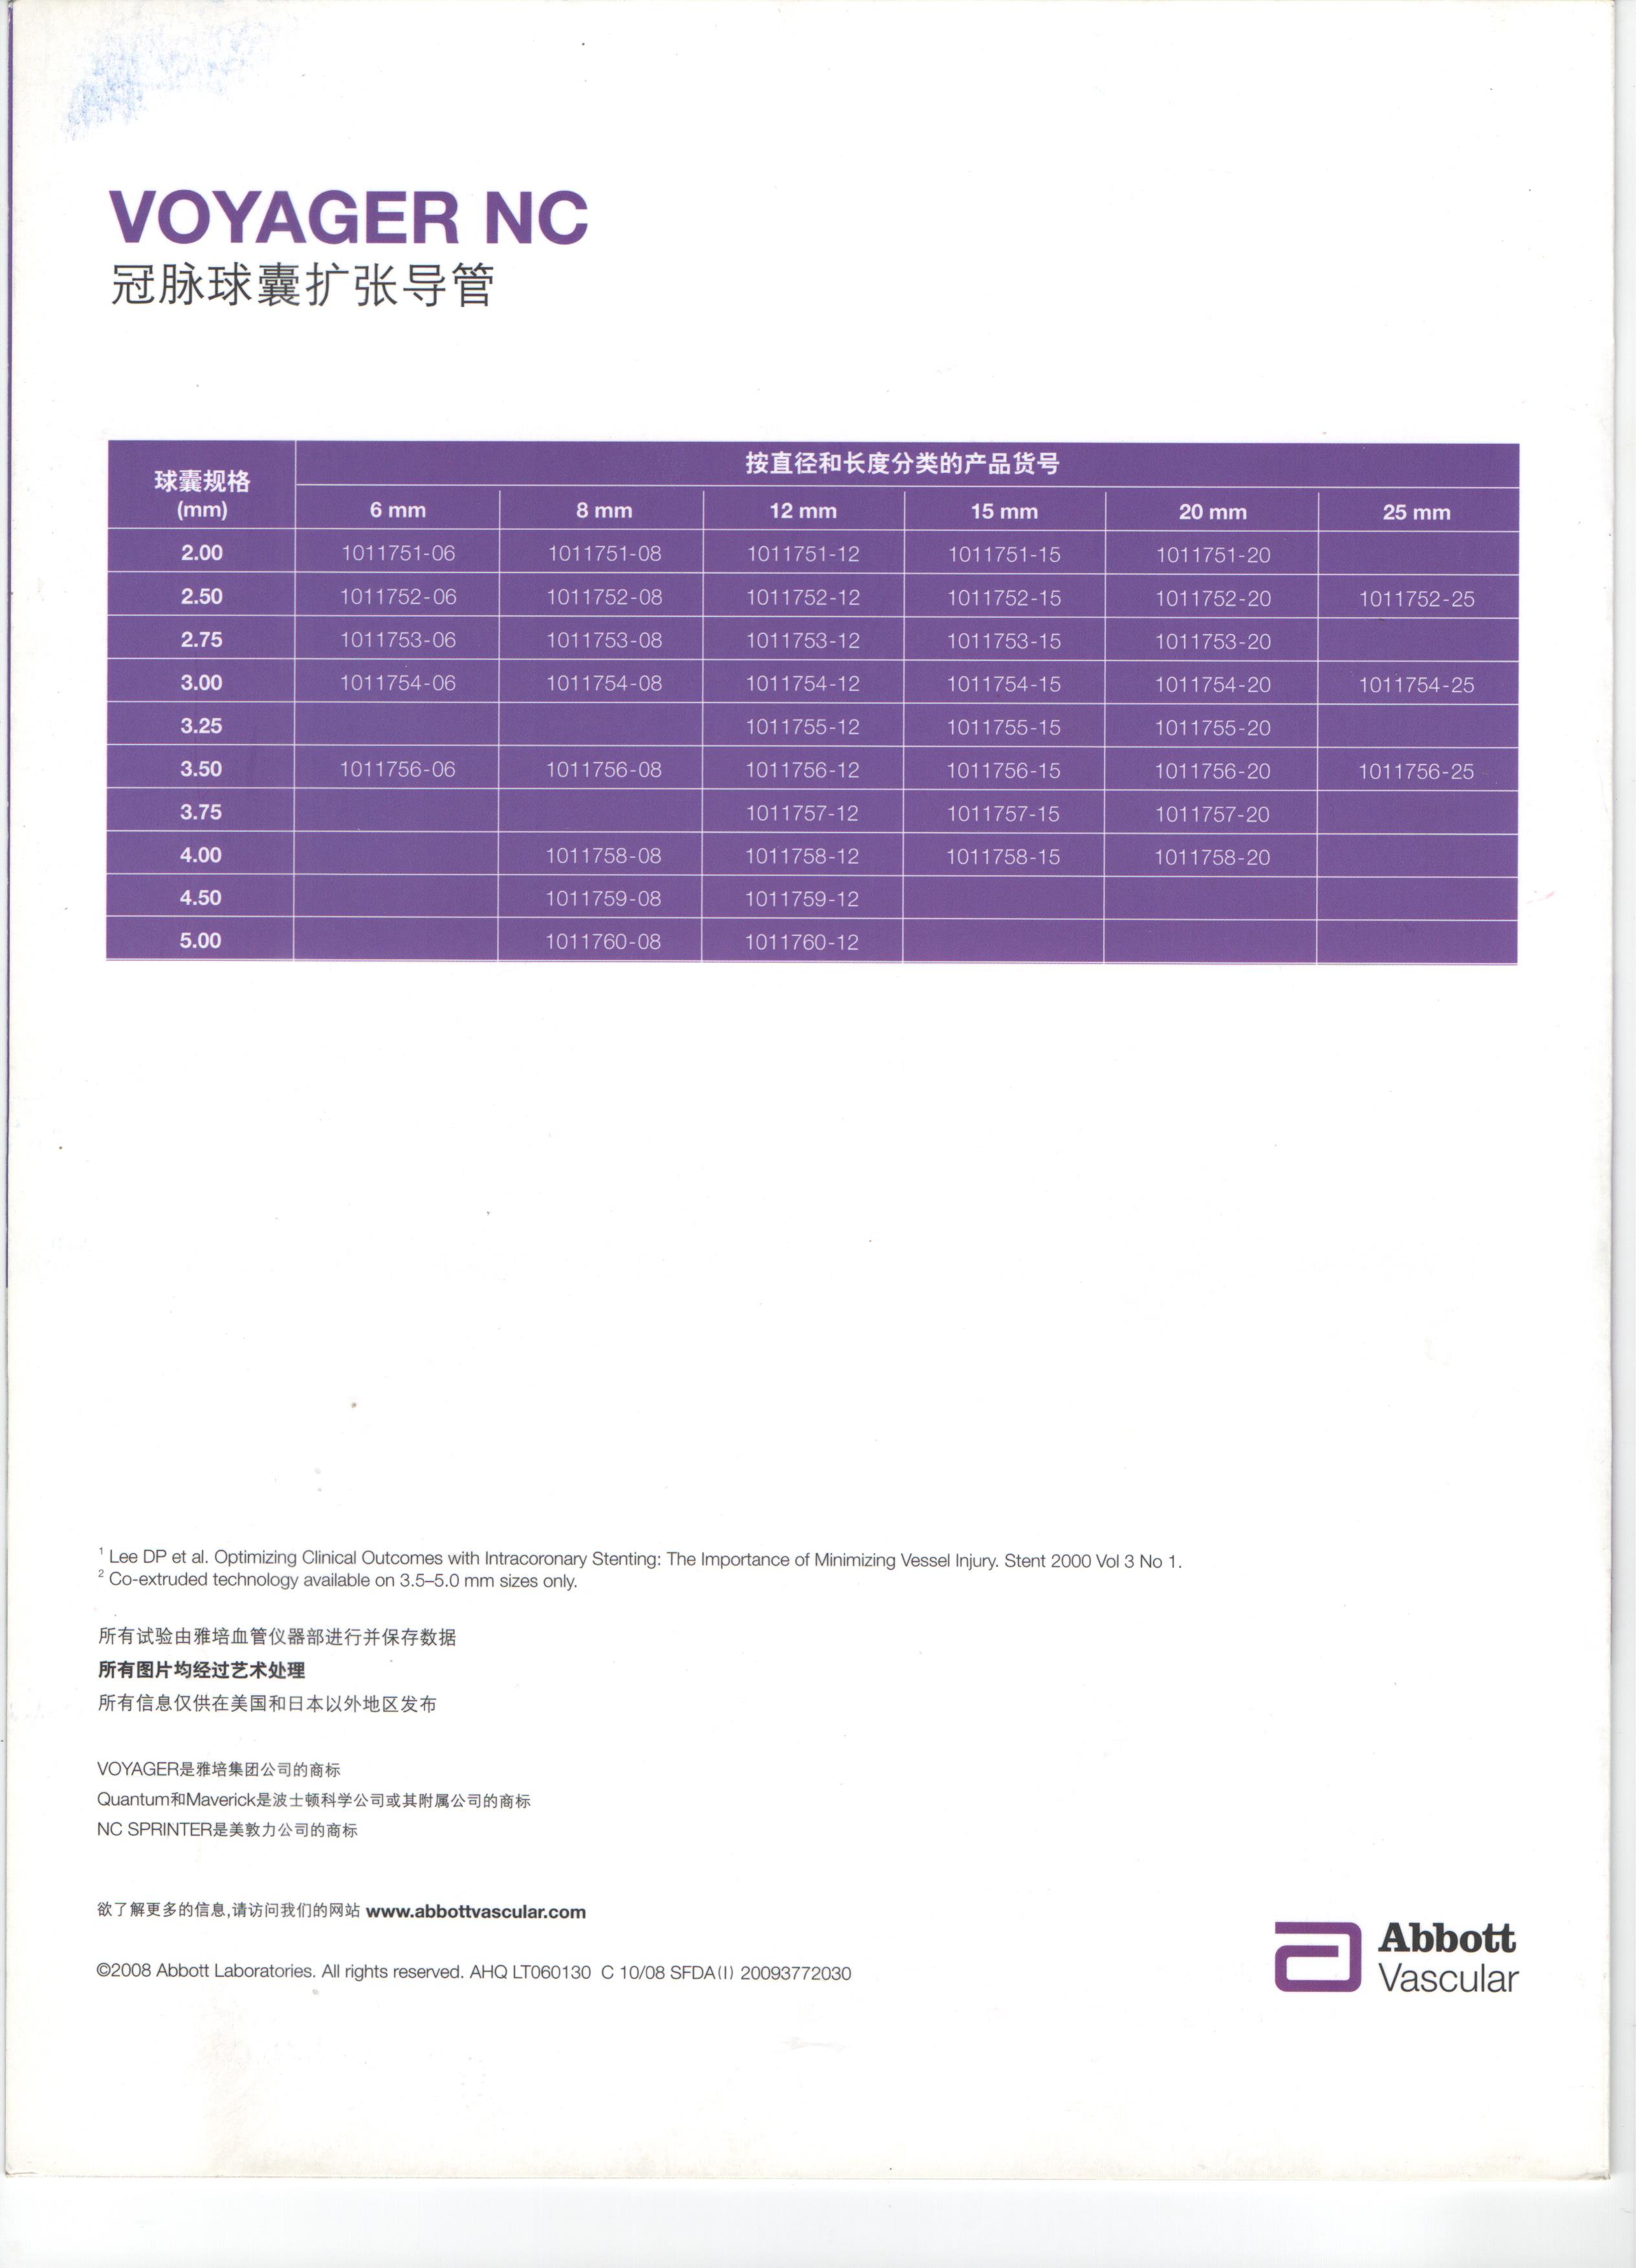 VOYAGER NC
冠脉球囊扩张导管
球囊规格 (mm) 按直径和长度分类的产品货号
6 mm 8 mm 12 mm 15 mm 20 mm 25 mm
2.00 1011751-06 1011751-08 1011751-12 1011751-15 1011751-20
2.50 1011752-06 1011752-08 1011752-12 1011752-15 1011752-20 1011752-25
2.75 1011753-06 1011753-08 1011753-12 1011753-15 1011753-20
3.00 1011754-06 1011754-08 1011754-12 1011754-15 1011754-20 1011754-25
3.25 1011755-12 1011755-15 1011755-20
3.50 1011756-06 1011756-08 1011756-12 1011756-15 1011756-20 1011756-25
3.75 1011757-12 1011757-15 1011757-20
4.00 1011758-08 1011758-12 1011758-15 1011758-20
4.50 1011759-08 1011759-12
5.00 1011760-08 1011760-12
1 Lee DP et al. Optimizing Clinical Outcomes with Intracoronary Stenting: The Importance of Minimizing Vessel Injury. Stent 2000 Vol 3 No 1.
2 Co-extruded technology available on 3.5–5.0 mm sizes only.
所有试验由雅培血管仪器部进行并保存数据
所有图片均经过艺术处理
所有信息仅供在美国和日本以外地区发布
VOYAGER是雅培集团公司的商标
Quantum和Maverick是波士顿科学公司或其附属公司的商标
NC SPRINTER是美敦力公司的商标
欲了解更多的信息,请访问我们的网站 www.abbottvascular.com
©2008 Abbott Laboratories. All rights reserved. AHQ LT060130 C 10/08 SFDA(I) 20093772030
Abbott
Vascular